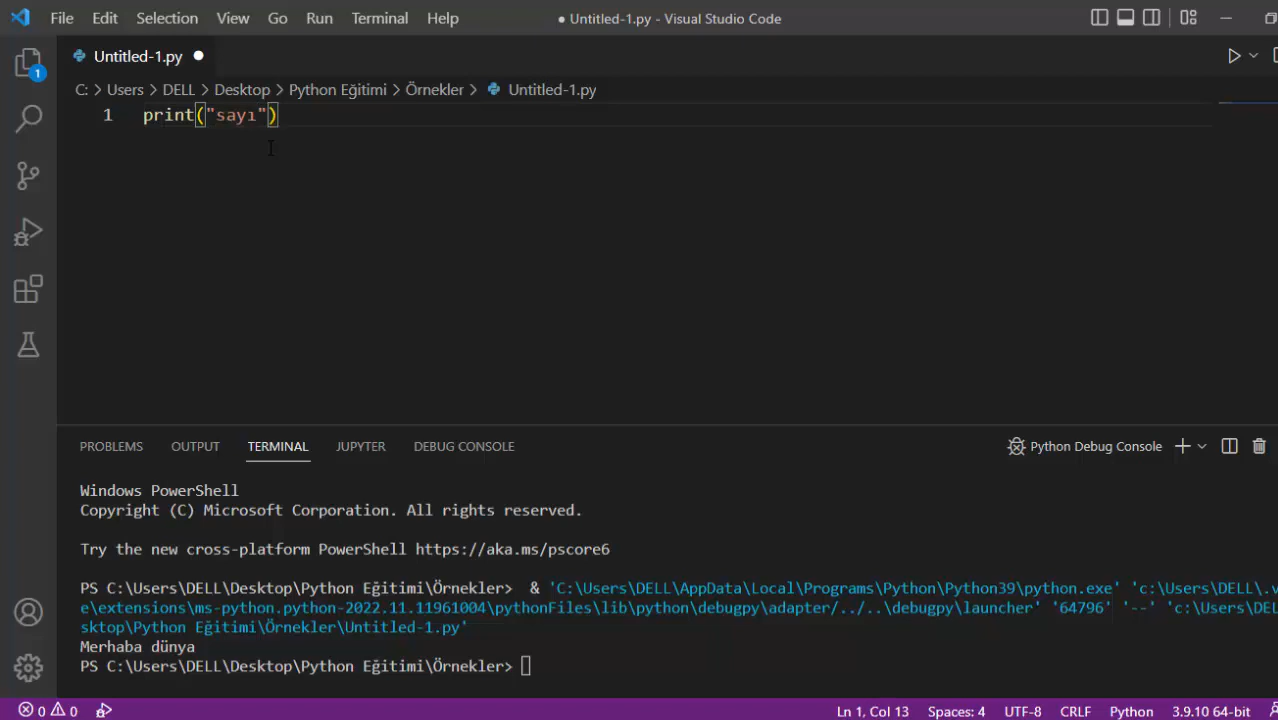 File Edit Selection View Go Run Terminal Help ● Untitled-1.py - Visual Studio Code
Untitled-1.py ●
C: > Users > DELL > Desktop > Python Eğitimi > Örnekler > Untitled-1.py
1 print("sayı")
1
PROBLEMS OUTPUT TERMINAL JUPYTER DEBUG CONSOLE Python Debug Console
Windows PowerShell
Copyright (C) Microsoft Corporation. All rights reserved.
Try the new cross-platform PowerShell https://aka.ms/pscore6
PS C:\Users\DELL\Desktop\Python Eğitimi\Örnekler> & 'C:\Users\DELL\AppData\Local\Programs\Python\Python39\python.exe' 'c:\Users\DELL\.v
e\extensions\ms-python.python-2022.11.11961004\pythonFiles\lib\python\debugpy\adapter/../..\debugpy\launcher' '64796' '--' 'c:\Users\DE
sktop\Python Eğitimi\Örnekler\Untitled-1.py'
Merhaba dünya
PS C:\Users\DELL\Desktop\Python Eğitimi\Örnekler>
0 0 Ln 1, Col 13 Spaces: 4 UTF-8 CRLF Python 3.9.10 64-bit